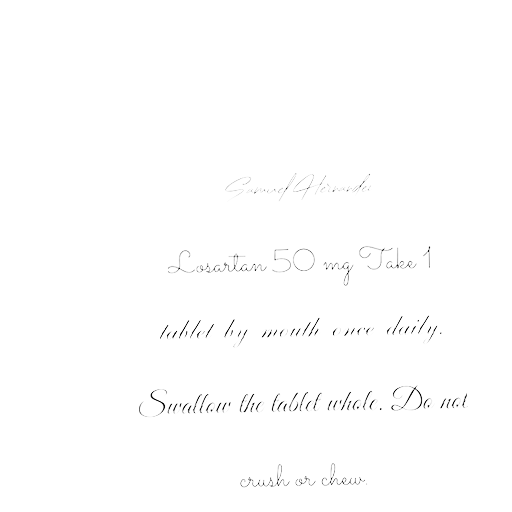 Samuel Hernandez
Losartan 50 mg Take 1
tablet by mouth once daily.
Swallow the tablet whole. Do not
crush or chew.